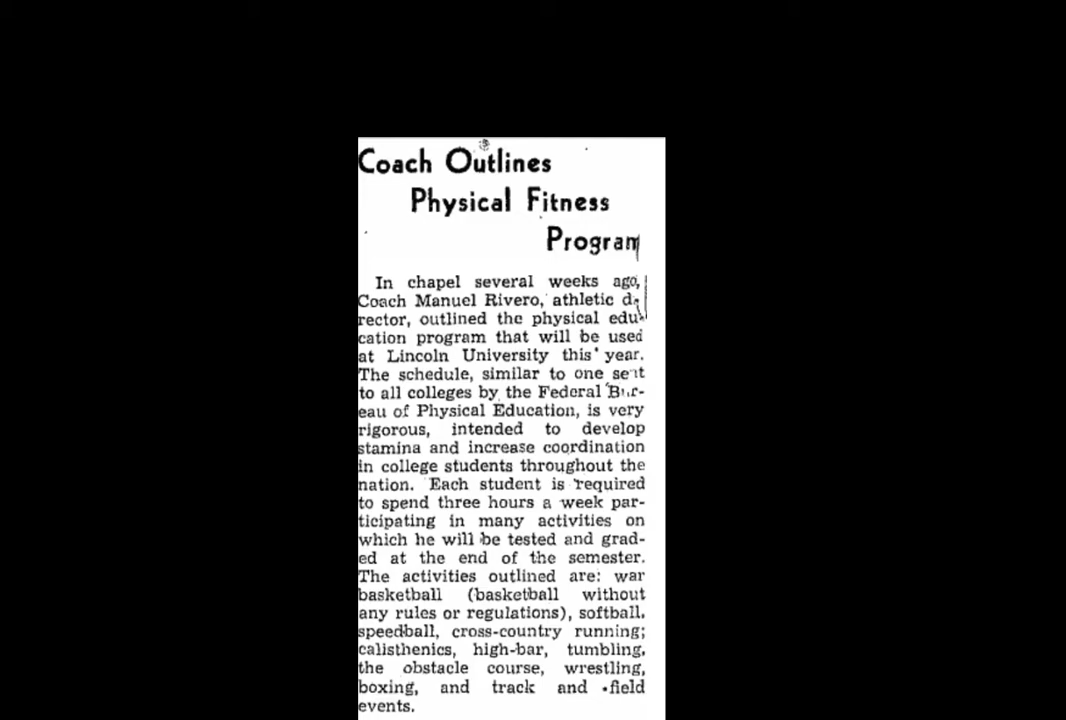 Coach Outlines
Physical Fitness
Program
In chapel several weeks ago,
Coach Manuel Rivero, athletic di-
rector, outlined the physical edu-
cation program that will be used
at Lincoln University this year.
The schedule, similar to one sent
to all colleges by the Federal Bur-
eau of Physical Education, is very
rigorous, intended to develop
stamina and increase coordination
in college students throughout the
nation. Each student is required
to spend three hours a week par-
ticipating in many activities on
which he will be tested and grad-
ed at the end of the semester.
The activities outlined are: war
basketball (basketball without
any rules or regulations), softball,
speedball, cross-country running;
calisthenics, high-bar, tumbling,
the obstacle course, wrestling,
boxing, and track and field
events.